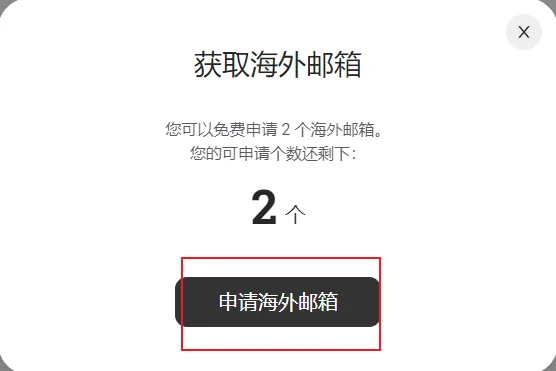 X
获取海外邮箱
您可以免费申请 2 个海外邮箱。
您的可申请个数还剩下：
2 个
申请海外邮箱